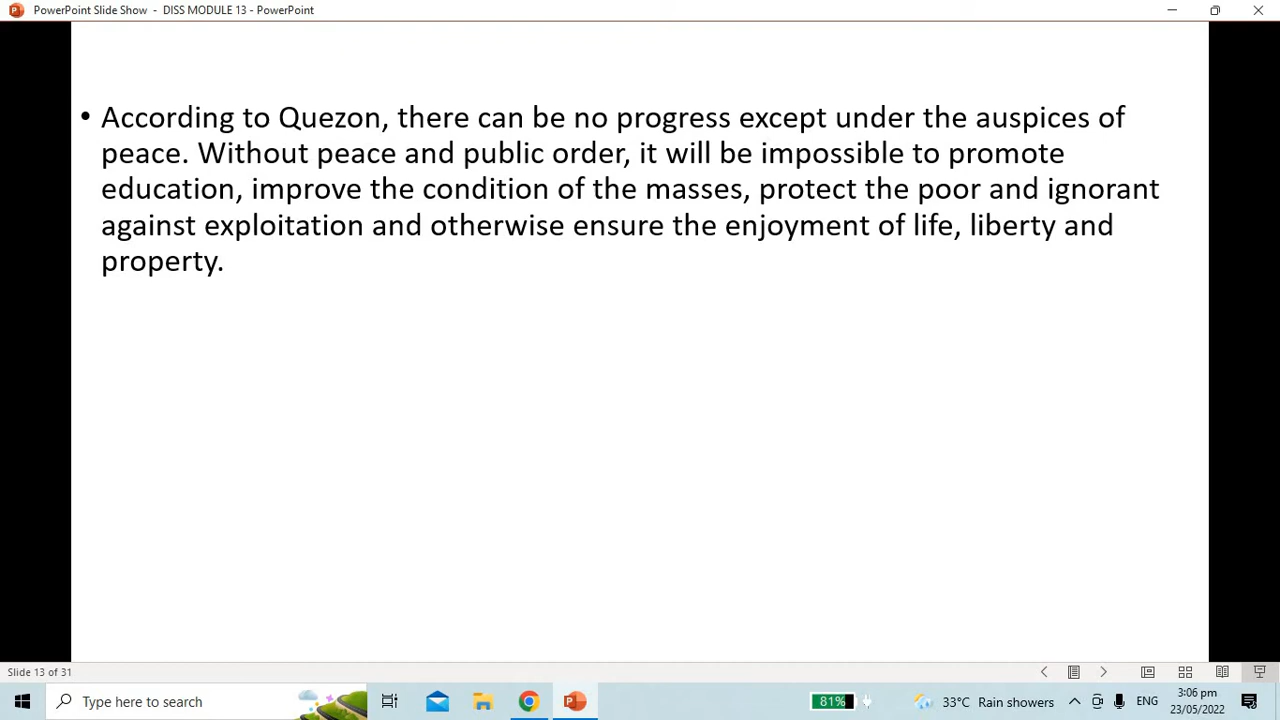 PowerPoint Slide Show - DISS MODULE 13 - PowerPoint
• According to Quezon, there can be no progress except under the auspices of
peace. Without peace and public order, it will be impossible to promote
education, improve the condition of the masses, protect the poor and ignorant
against exploitation and otherwise ensure the enjoyment of life, liberty and
property.
Slide 13 of 31
Type here to search
81%
33°C Rain showers
ENG
3:06 pm
23/05/2022